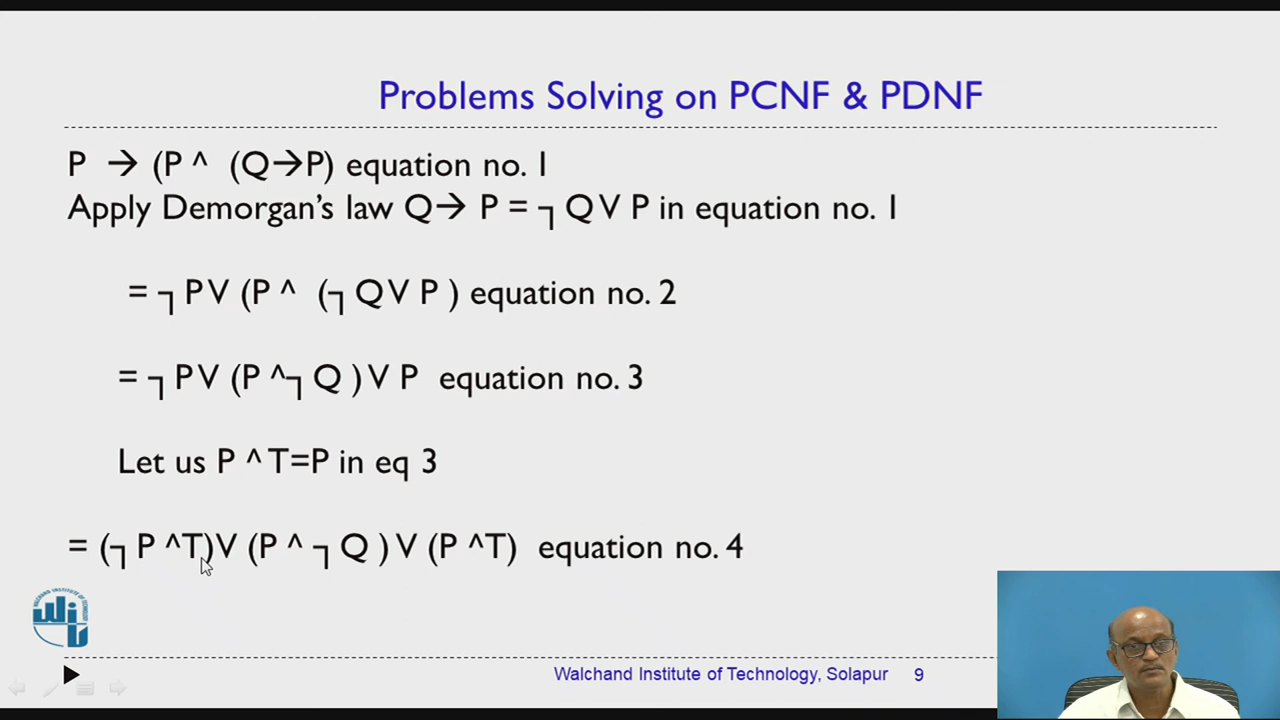 Problems Solving on PCNF & PDNF
P → (P ^ (Q→P) equation no. 1
Apply Demorgan's law Q→ P = ┐Q V P in equation no. 1
= ┐P V (P ^ (┐Q V P ) equation no. 2
= ┐P V (P ^┐Q ) V P equation no. 3
Let us P ^ T=P in eq 3
= (┐P ^T)V (P ^ ┐Q ) V (P ^T) equation no. 4
Walchand Institute of Technology, Solapur 9